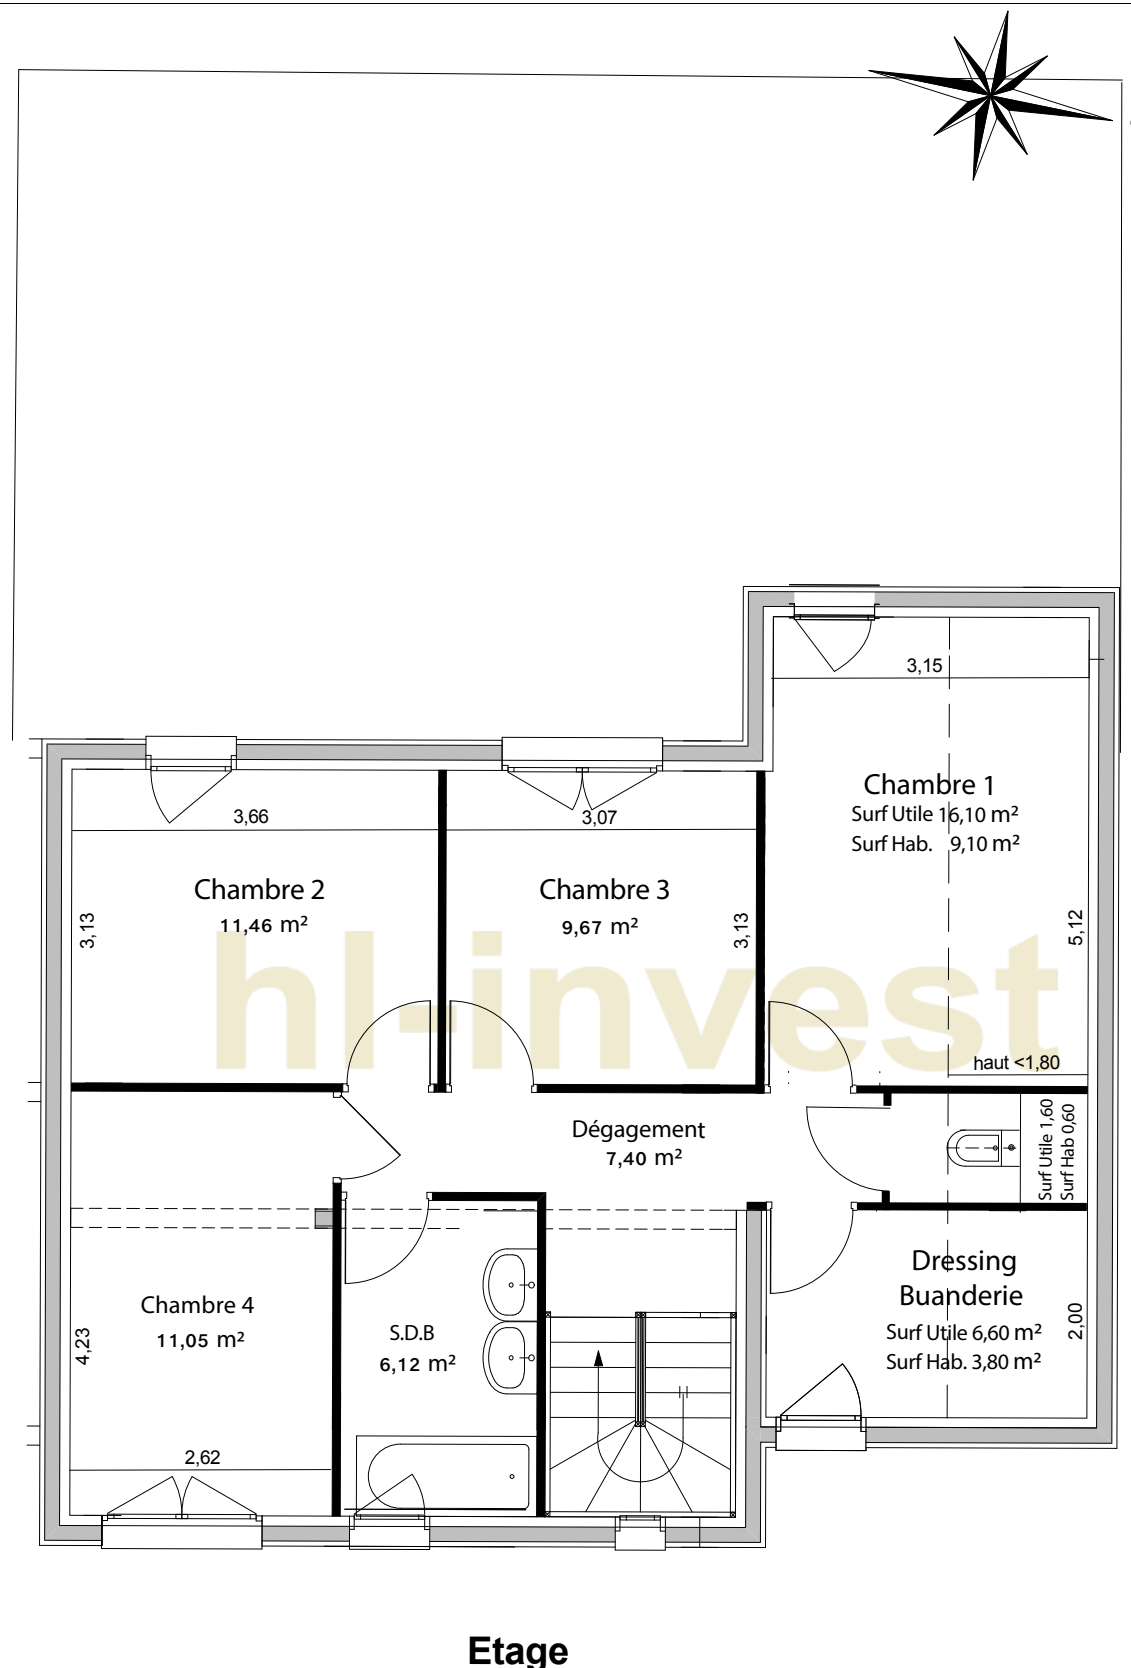 3,15
Chambre 1
Surf Utile 16,10 m²
Surf Hab. 9,10 m²
5,12
haut <1,80
3,66
Chambre 2
11,46 m²
3,13
3,07
Chambre 3
9,67 m²
3,13
hl-invest
Dégagement
7,40 m²
Surf Utile 1,60
Surf Hab 0,60
Dressing
Buanderie
Surf Utile 6,60 m²
Surf Hab. 3,80 m²
2,00
Chambre 4
11,05 m²
4,23
2,62
S.D.B
6,12 m²
H
Etage